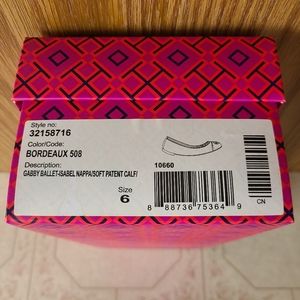 Style no:
32158716
Color/Code:
BORDEAUX 508
Description:
GABBY BALLET-ISABEL NAPPA/SOFT PATENT CALF/
10660
Size
6
8 88736 75364 9
CN